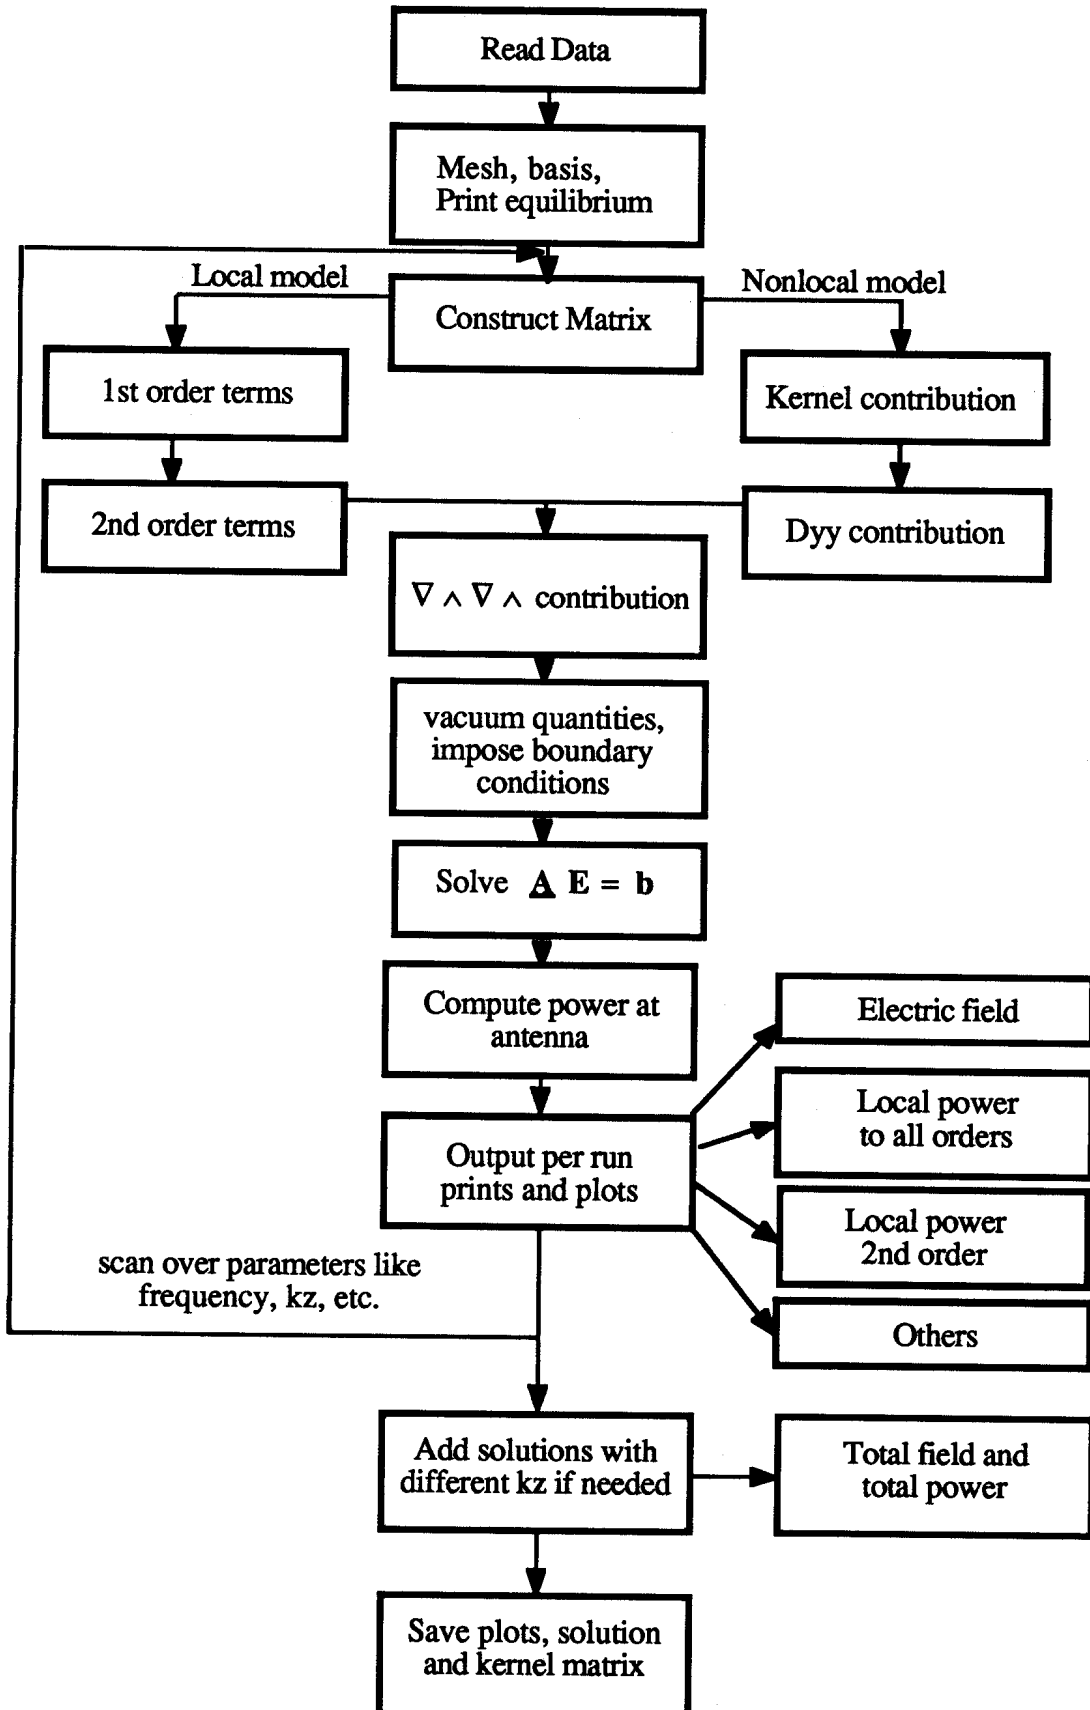 Read Data
Mesh, basis,
Print equilibrium
Local model
Nonlocal model
Construct Matrix
1st order terms
Kernel contribution
2nd order terms
Dyy contribution
∇ ∧ ∇ ∧ contribution
vacuum quantities,
impose boundary
conditions
Solve A E = b
Compute power at
antenna
Electric field
Local power
to all orders
Output per run
prints and plots
Local power
2nd order
scan over parameters like
frequency, kz, etc.
Others
Add solutions with
different kz if needed
Total field and
total power
Save plots, solution
and kernel matrix